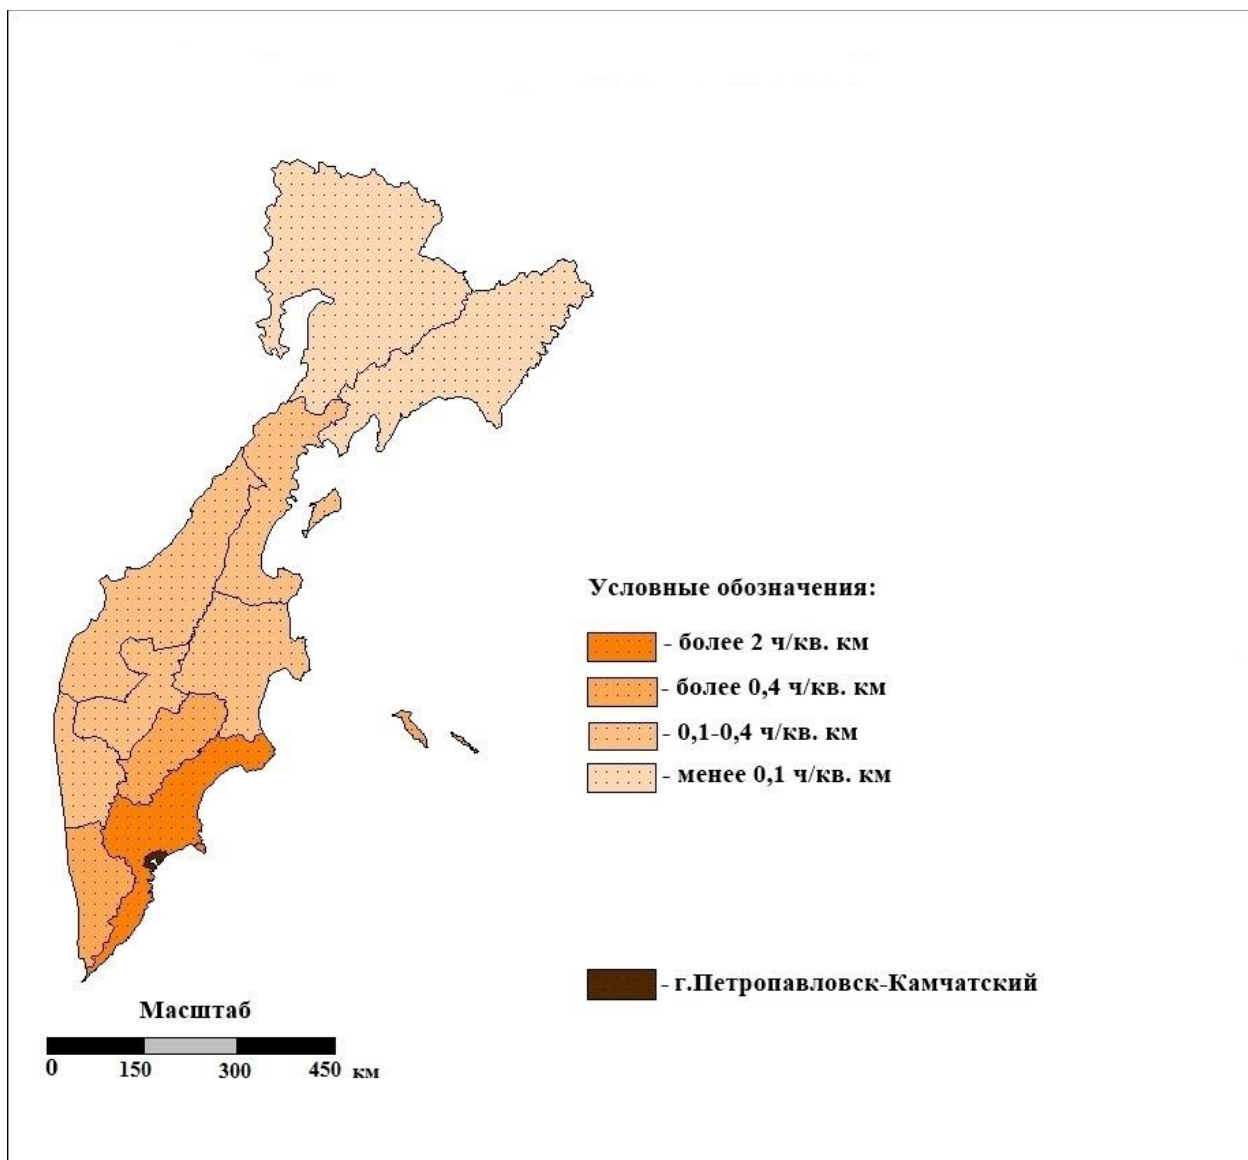 Условные обозначения:
- более 2 ч/кв. км
- более 0,4 ч/кв. км
- 0,1-0,4 ч/кв. км
- менее 0,1 ч/кв. км
- г.Петропавловск-Камчатский
Масштаб
0 150 300 450 км